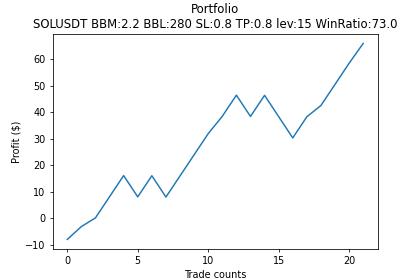 Portfolio
SOLUSDT BBM:2.2 BBL:280 SL:0.8 TP:0.8 lev:15 WinRatio:73.0
60
50
40
30
20
10
0
−10
Profit ($)
0 5 10 15 20
Trade counts